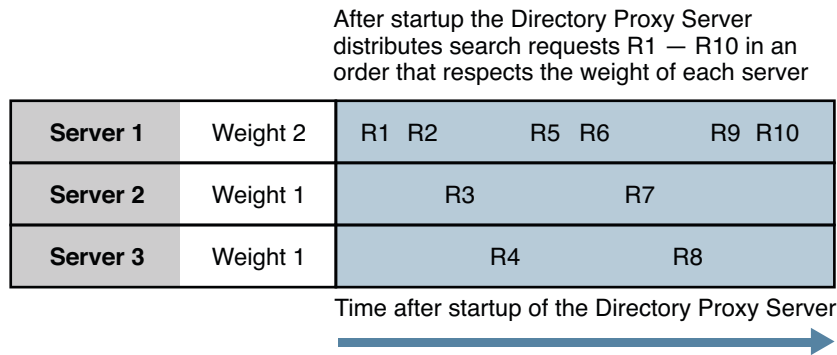 After startup the Directory Proxy Server
distributes search requests R1 — R10 in an
order that respects the weight of each server
Server 1 Weight 2 R1 R2 R5 R6 R9 R10
Server 2 Weight 1 R3 R7
Server 3 Weight 1 R4 R8
Time after startup of the Directory Proxy Server